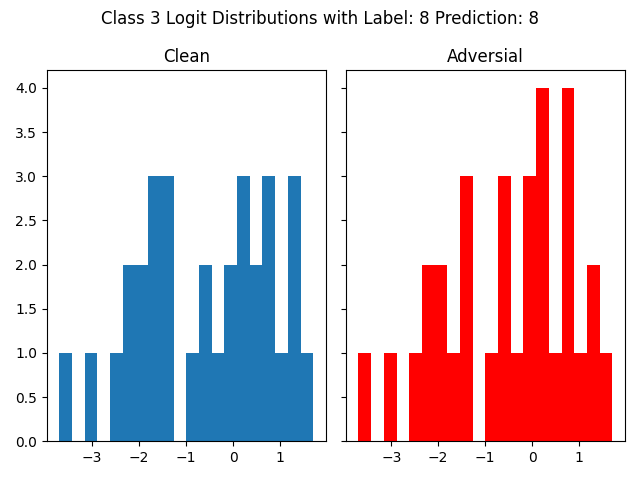 Class 3 Logit Distributions with Label: 8 Prediction: 8
Clean
Adversial
4.0
3.5
3.0
2.5
2.0
1.5
1.0
0.5
0.0
−3 −2 −1 0 1
−3 −2 −1 0 1